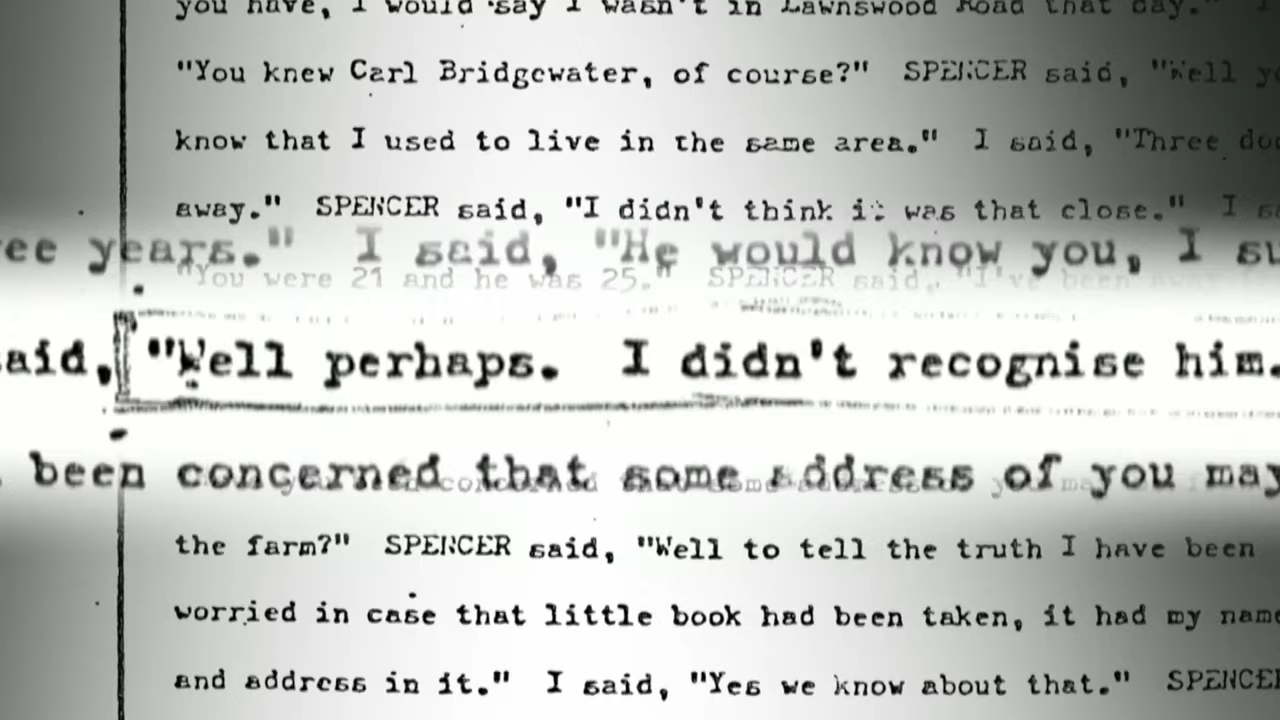 you have, I would say I wasn't in Lawnswood Road that day."
"You knew Carl Bridgewater, of course?" SPENCER said, "Well
know that I used to live in the same area." I said, "Three
away." SPENCER said, "I didn't think it was that close." I
years." I said, "He would know you, I
"You were 21 and he was 25." SPENCER said, "I've been away
said, "Well perhaps. I didn't recognise him.
been concerned that some address of you may
the farm?" SPENCER said, "Well to tell the truth I have been
worried in case that little book had been taken, it had my name
and address in it." I said, "Yes we know about that." SPENCER